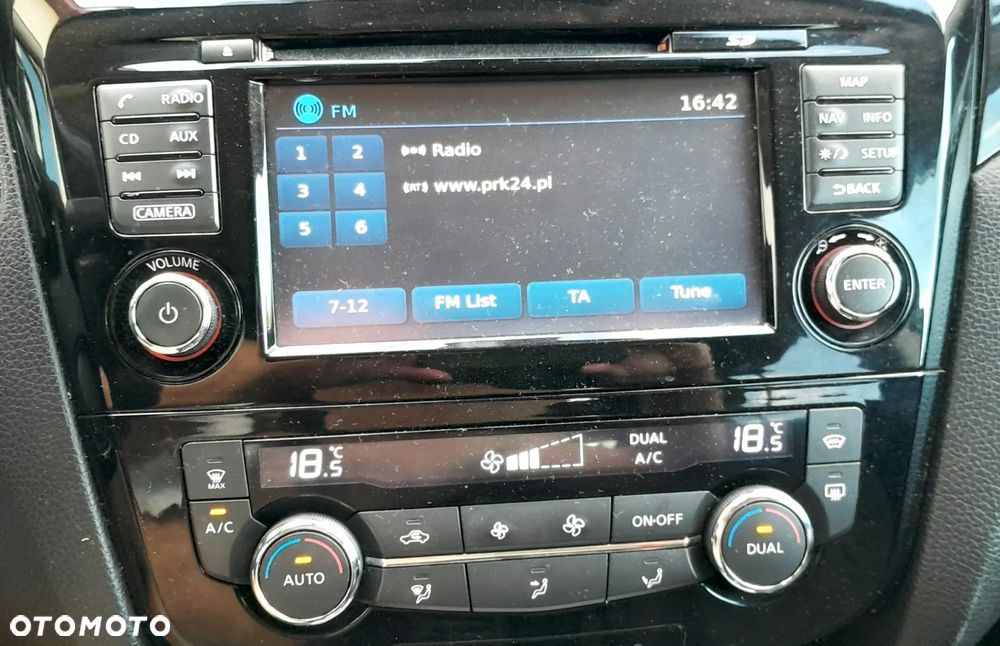 SD
RADIO
CD AUX
CAMERA
VOLUME
FM 16:42
1 2 Radio
3 4 RT www.prk24.pl
5 6
7-12 FM List TA Tune
MAP
NAV INFO
SETUP
BACK
ENTER
MAX
18.5 °C
DUAL
A/C
18.5 °C
A/C
AUTO
ON·OFF
DUAL
OTOMOTO